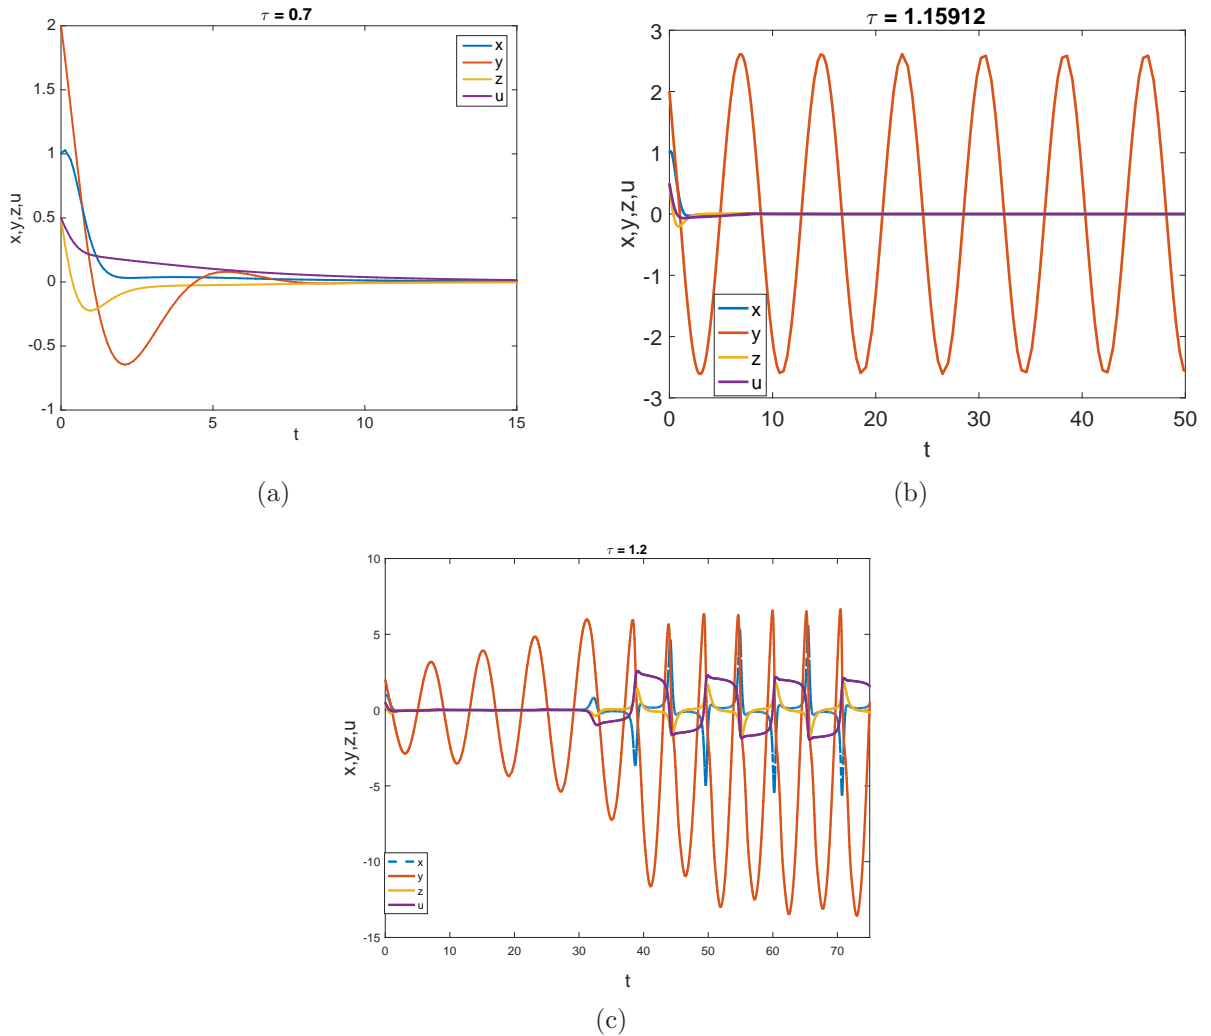 τ = 0.7
2
1.5
1
0.5
0
-0.5
-1
x,y,z,u
0
5
10
15
t
x
y
z
u
(a)
τ = 1.15912
3
2
1
0
-1
-2
-3
x,y,z,u
0
10
20
30
40
50
t
x
y
z
u
(b)
τ = 1.2
10
5
0
-5
-10
-15
x,y,z,u
0
10
20
30
40
50
60
70
t
x
y
z
u
(c)